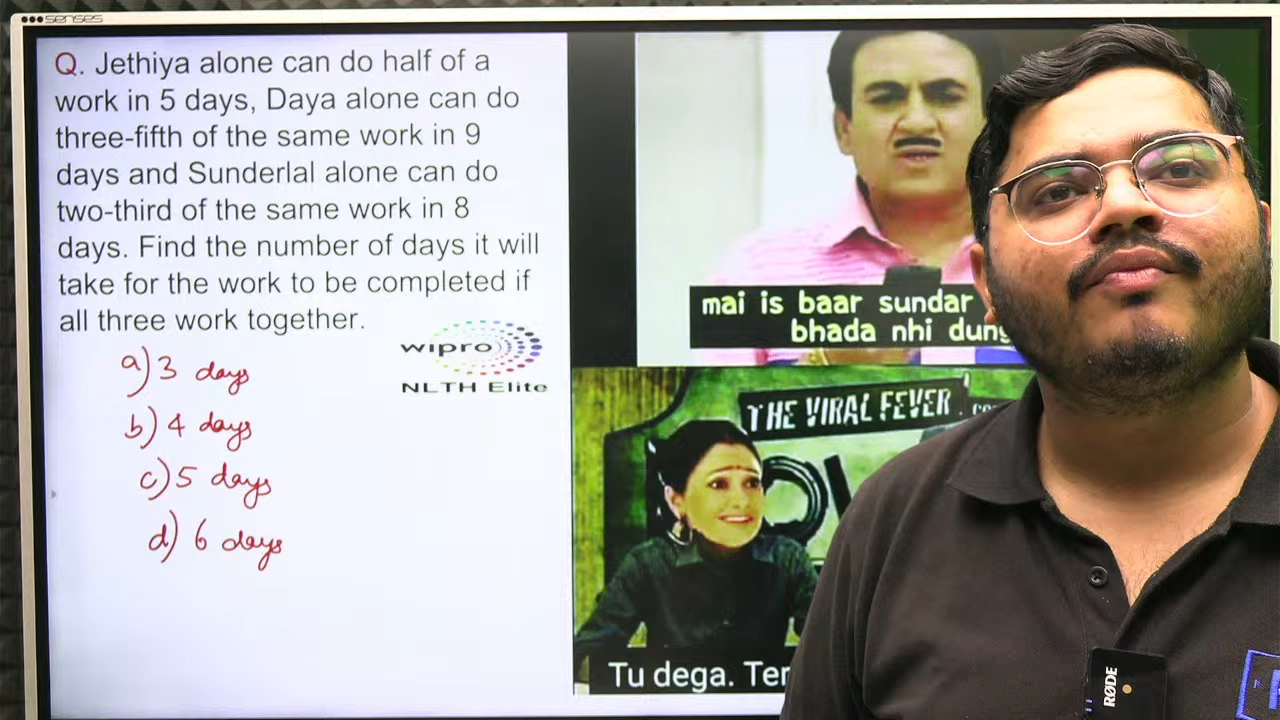 senses
Q. Jethiya alone can do half of a
work in 5 days, Daya alone can do
three-fifth of the same work in 9
days and Sunderlal alone can do
two-third of the same work in 8
days. Find the number of days it will
take for the work to be completed if
all three work together.
wipro
NLTH Elite
a) 3 days
b) 4 days
c) 5 days
d) 6 days
mai is baar sundar
bhada nhi dung
THE VIRAL FEVER.
Tu dega. Ter
RØDE